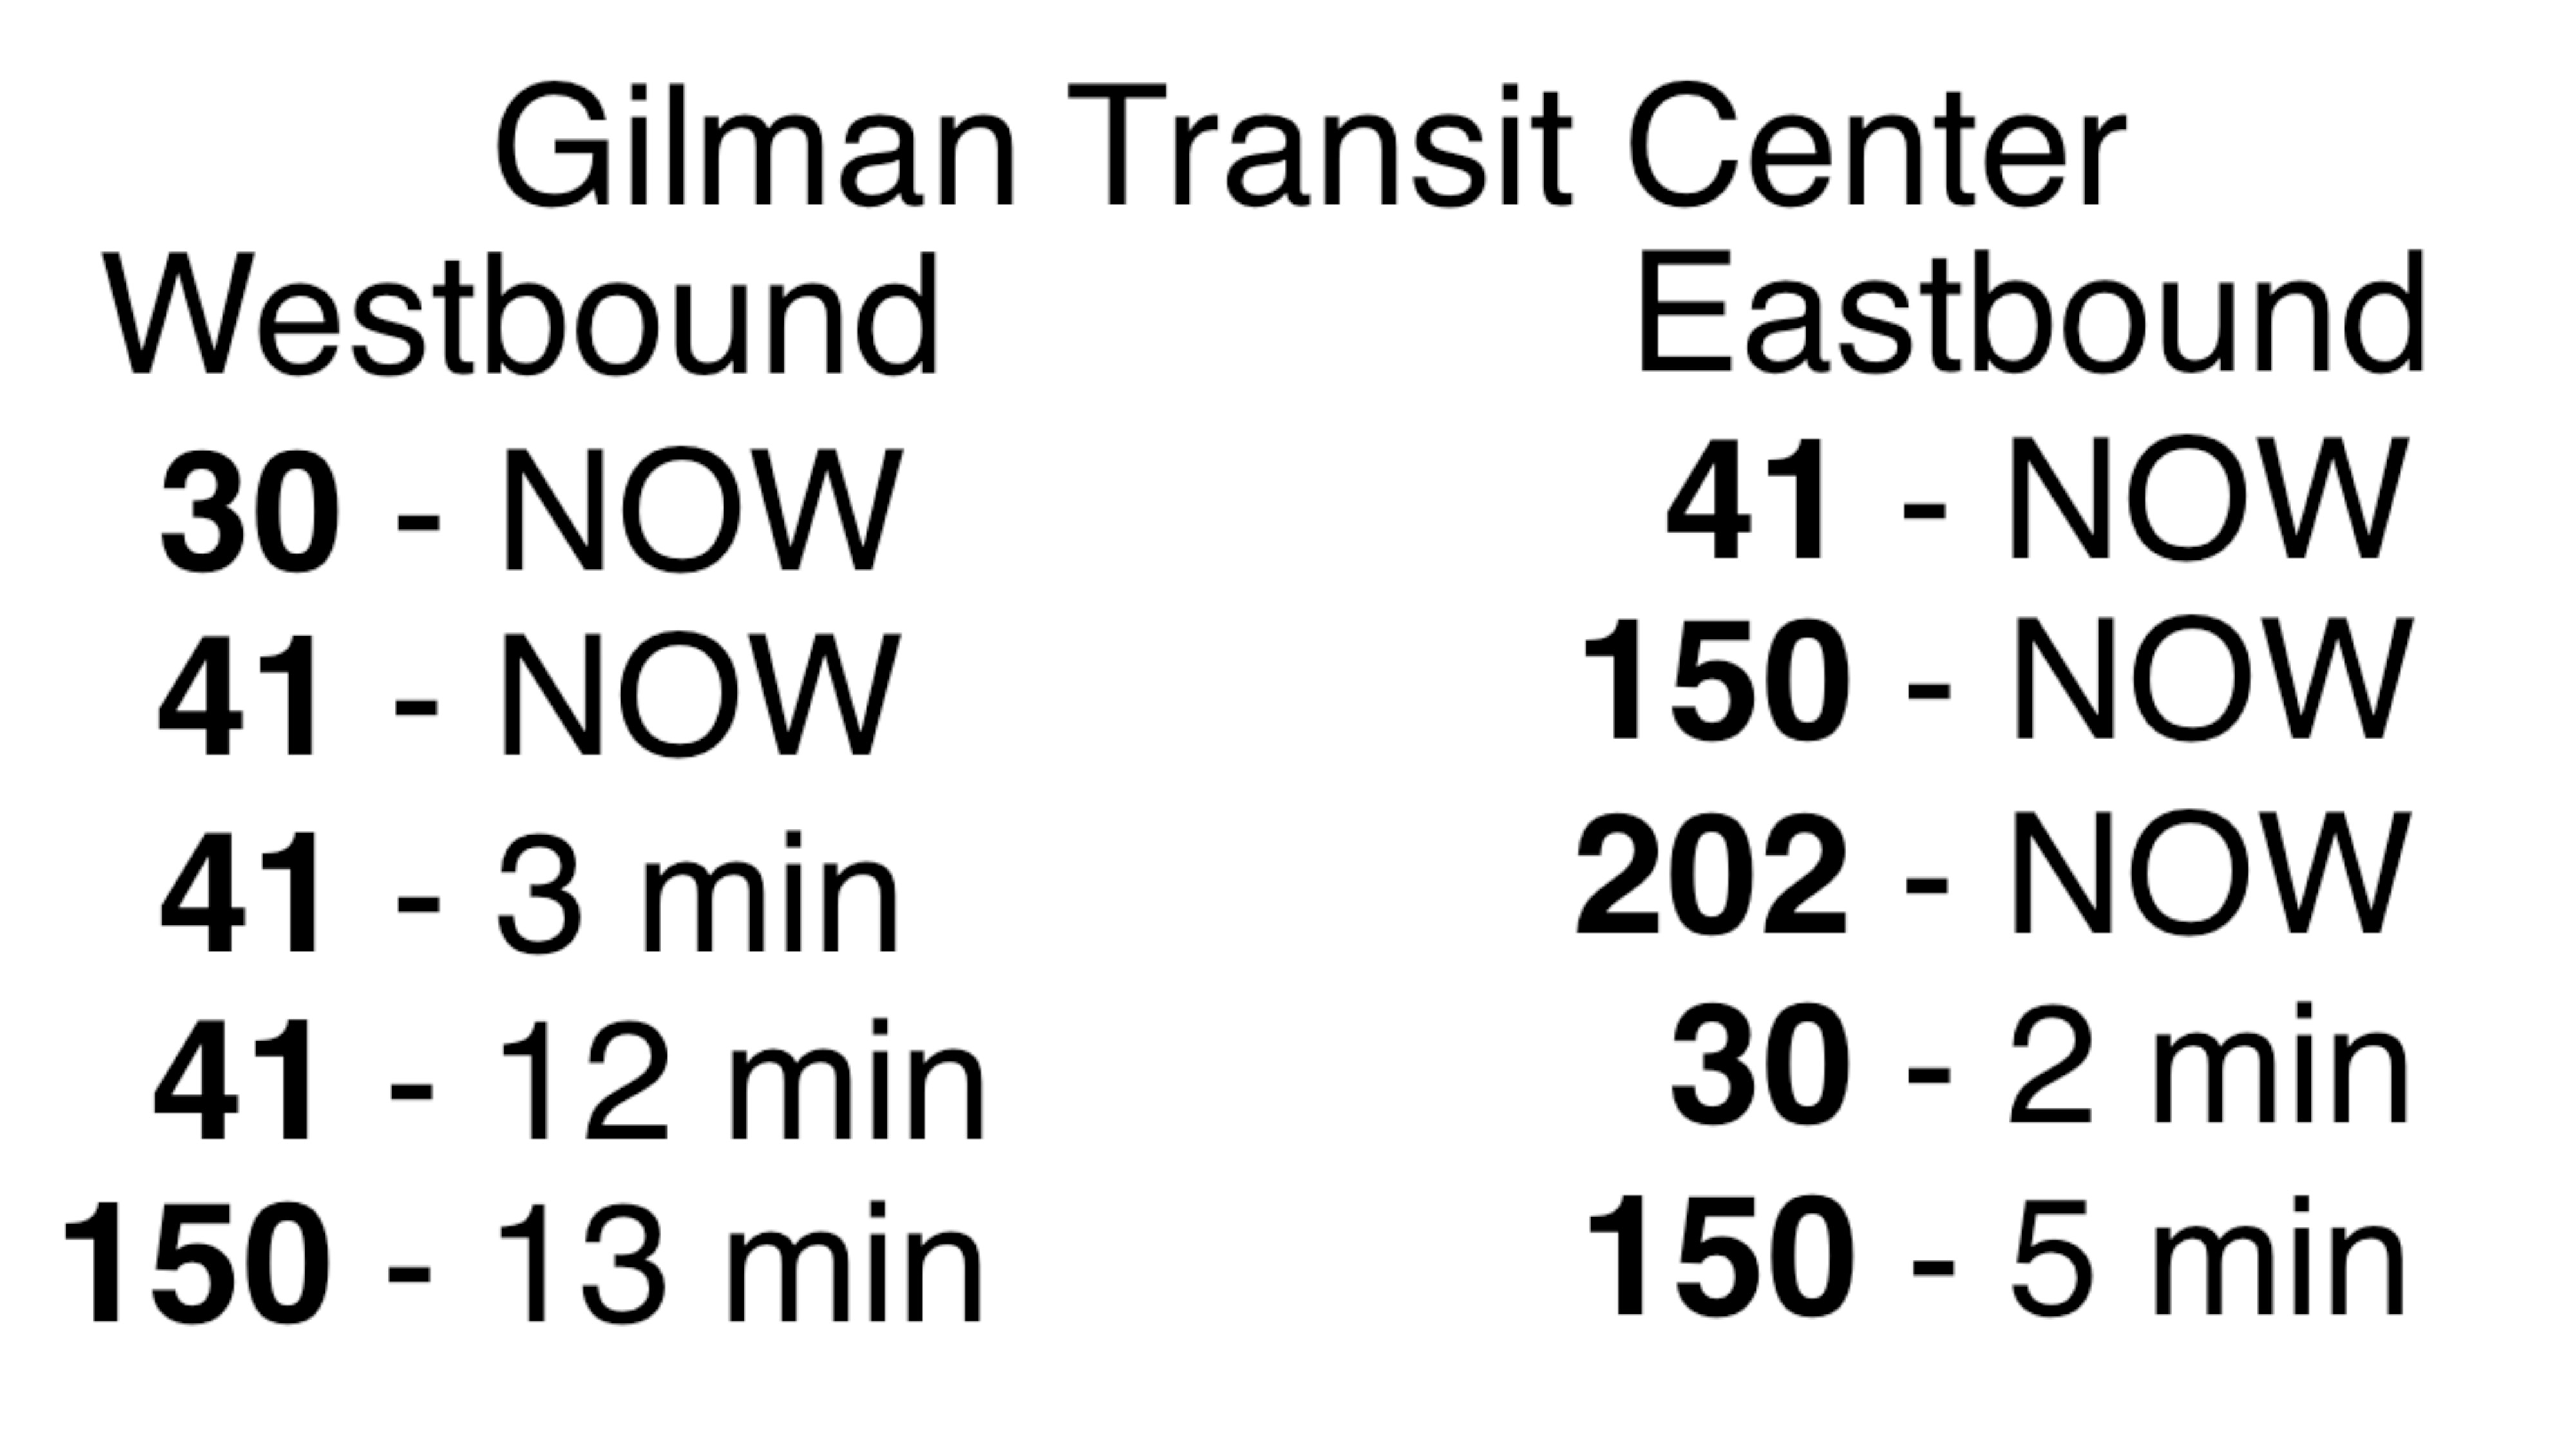 Gilman Transit Center
Westbound
30 - NOW
41 - NOW
41 - 3 min
41 - 12 min
150 - 13 min
Eastbound
41 - NOW
150 - NOW
202 - NOW
30 - 2 min
150 - 5 min